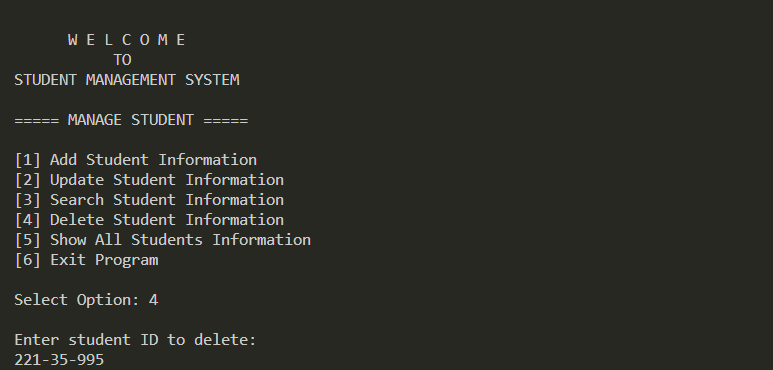 W E L C O M E
TO
STUDENT MANAGEMENT SYSTEM
===== MANAGE STUDENT =====
[1] Add Student Information
[2] Update Student Information
[3] Search Student Information
[4] Delete Student Information
[5] Show All Students Information
[6] Exit Program
Select Option: 4
Enter student ID to delete:
221-35-995